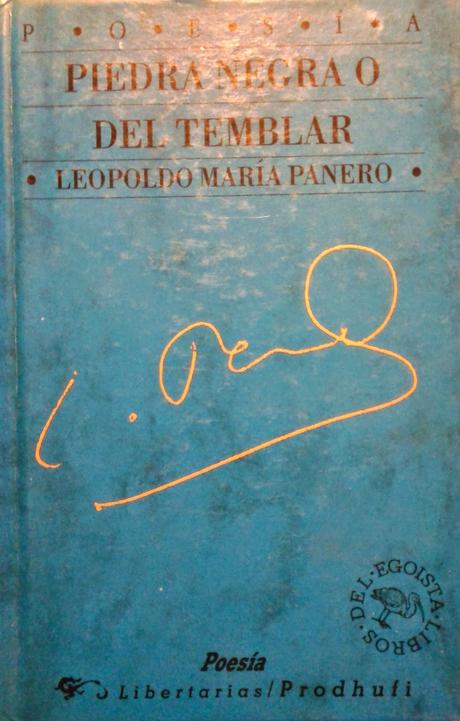 P • O • E • S • Í • A
PIEDRA NEGRA O
DEL TEMBLAR
• LEOPOLDO MARÍA PANERO •
LIBROS · DEL · EGOISTA ·
Poesía
Libertarias/Prodhufi